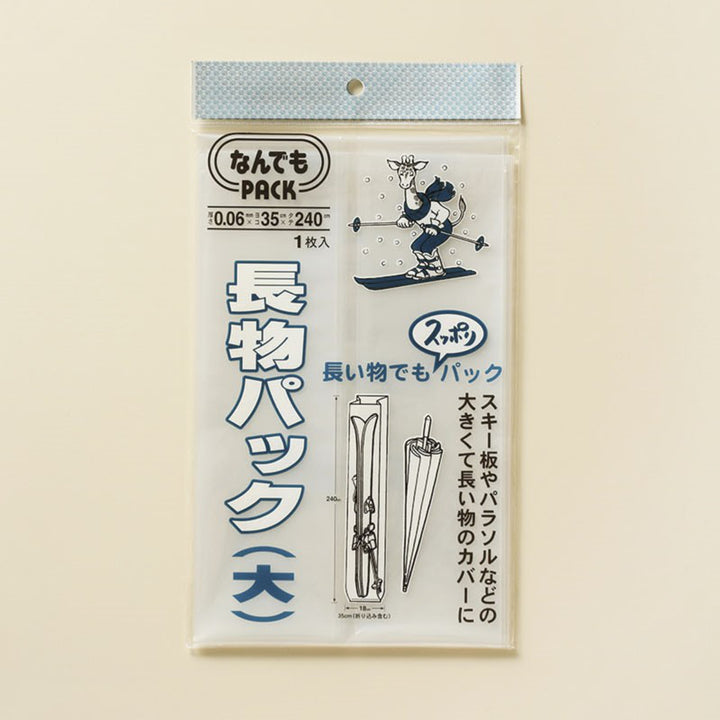 なんでも
PACK
厚さ0.06mm×ヨコ35cm×タテ240cm
1枚入
長物パック(大)
スッポリ
長い物でもパック
スキー板やパラソルなどの
大きくて長い物のカバーに
240cm
18cm
35cm(折り込み含む)